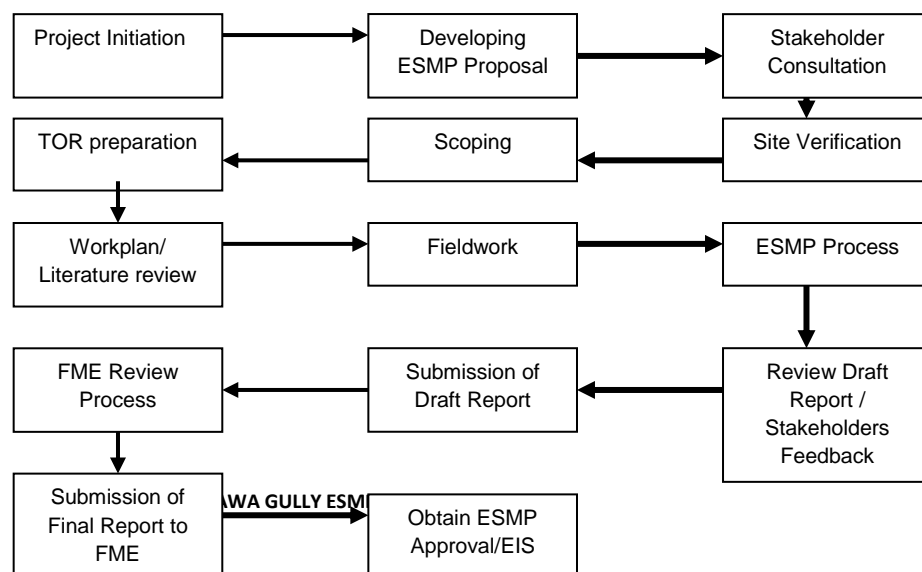 Project Initiation
Developing
ESMP Proposal
Stakeholder
Consultation
Site Verification
Scoping
TOR preparation
Workplan/
Literature review
Fieldwork
ESMP Process
Review Draft
Report /
Stakeholders
Feedback
Submission of
Draft Report
FME Review
Process
Submission of
Final Report to
FME
GULLY
Obtain ESMP
Approval/EIS